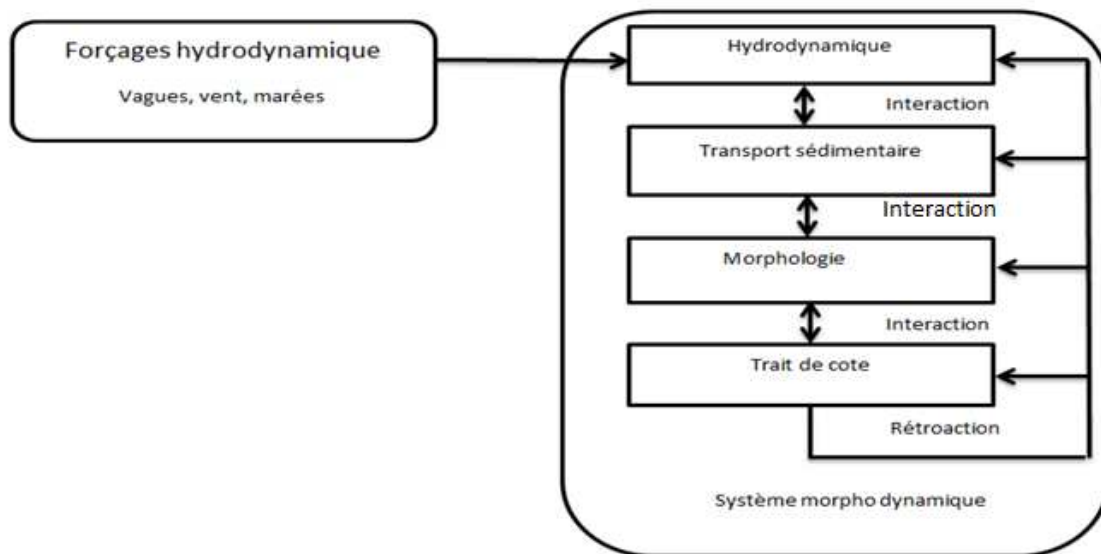 Forçages hydrodynamique
Vagues, vent, marées
Hydrodynamique
Interaction
Transport sédimentaire
Interaction
Morphologie
Interaction
Trait de cote
Rétroaction
Système morpho dynamique